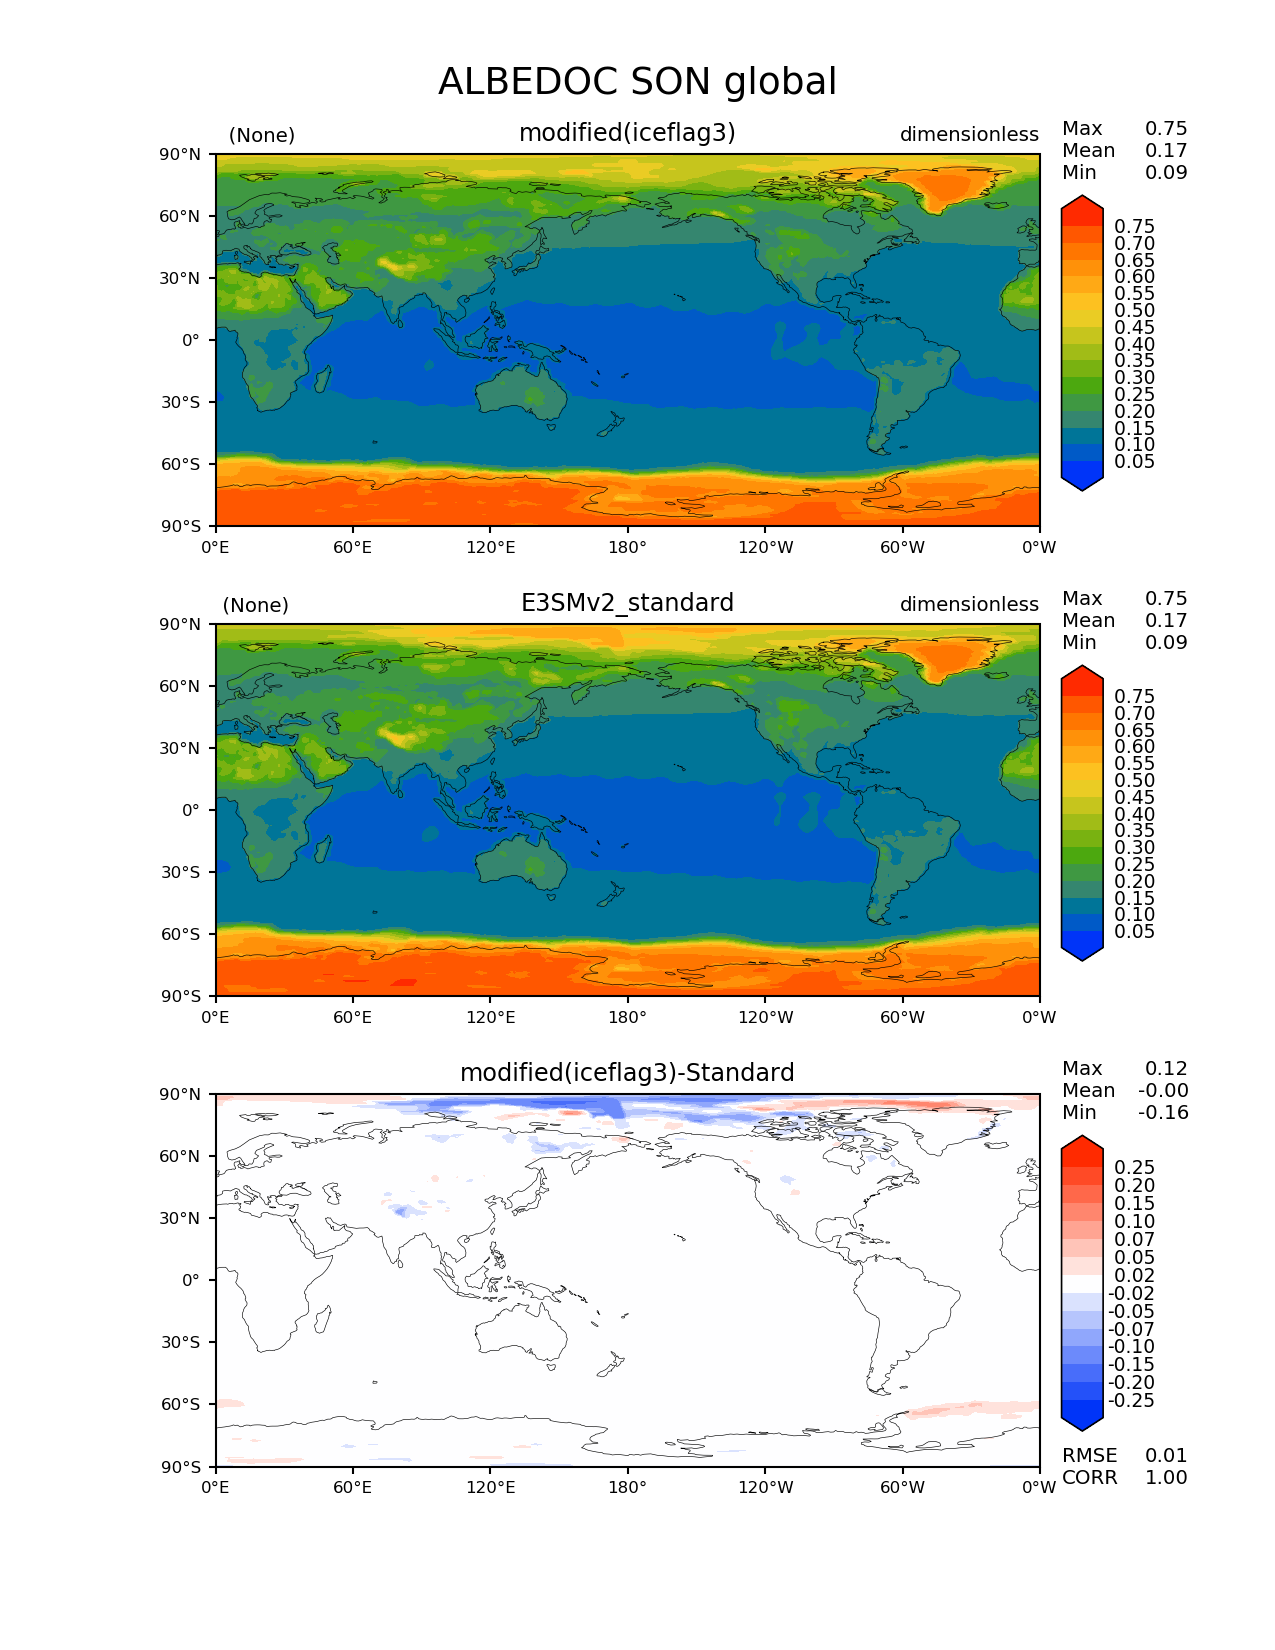 ALBEDOC SON global
(None) modified(iceflag3) dimensionless
Max 0.75
Mean 0.17
Min 0.09
90°N
60°N
30°N
0°
30°S
60°S
90°S
0°E 60°E 120°E 180° 120°W 60°W 0°W
0.75
0.70
0.65
0.60
0.55
0.50
0.45
0.40
0.35
0.30
0.25
0.20
0.15
0.10
0.05
(None) E3SMv2_standard dimensionless
Max 0.75
Mean 0.17
Min 0.09
90°N
60°N
30°N
0°
30°S
60°S
90°S
0°E 60°E 120°E 180° 120°W 60°W 0°W
0.75
0.70
0.65
0.60
0.55
0.50
0.45
0.40
0.35
0.30
0.25
0.20
0.15
0.10
0.05
modified(iceflag3)-Standard
Max 0.12
Mean -0.00
Min -0.16
90°N
60°N
30°N
0°
30°S
60°S
90°S
0°E 60°E 120°E 180° 120°W 60°W 0°W
0.25
0.20
0.15
0.10
0.07
0.05
0.02
-0.02
-0.05
-0.07
-0.10
-0.15
-0.20
-0.25
RMSE 0.01
CORR 1.00